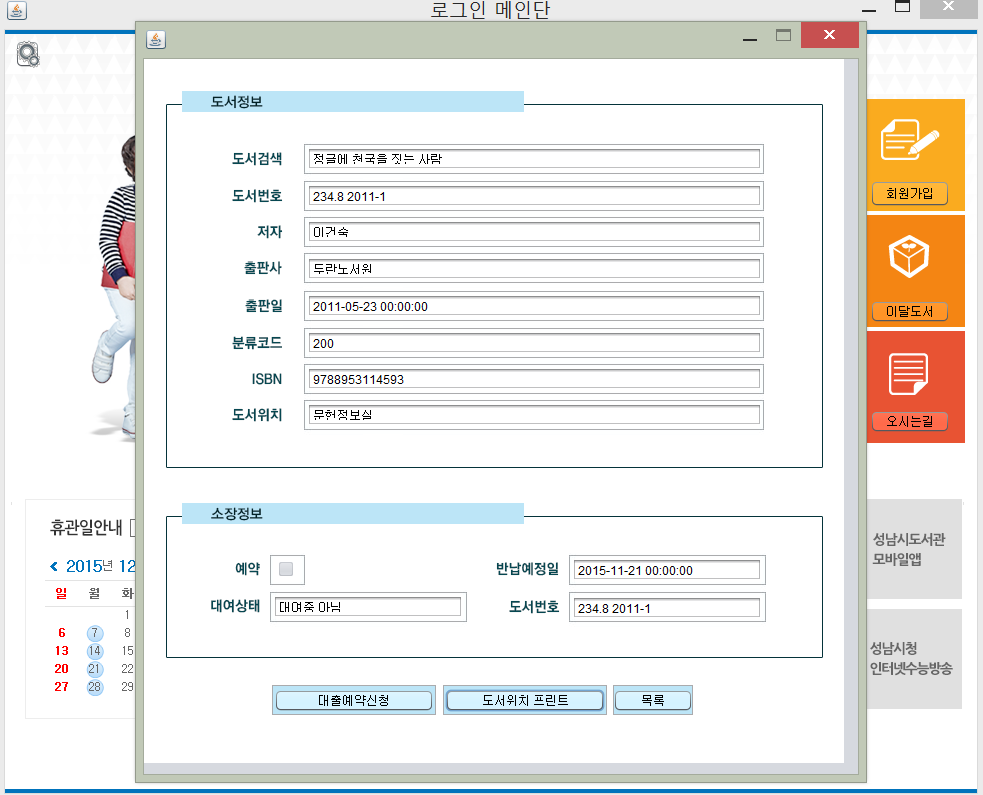 로그인 메인단
도서정보
도서검색 정글에 천국을 짓는 사람
도서번호 234.8 2011-1
저자 이건숙
출판사 두란노서원
출판일 2011-05-23 00:00:00
분류코드 200
ISBN 9788953114593
도서위치 문헌정보실
소장정보
예약
반납예정일 2015-11-21 00:00:00
대여상태 대여중 아님
도서번호 234.8 2011-1
대출예약신청
도서위치 프린트
목록
회원가입
이달도서
오시는길
휴관일안내
2015년 12
일 월 화
1
6 7 8
13 14 15
20 21 22
27 28 29
성남시도서관
모바일앱
성남시청
인터넷수능방송